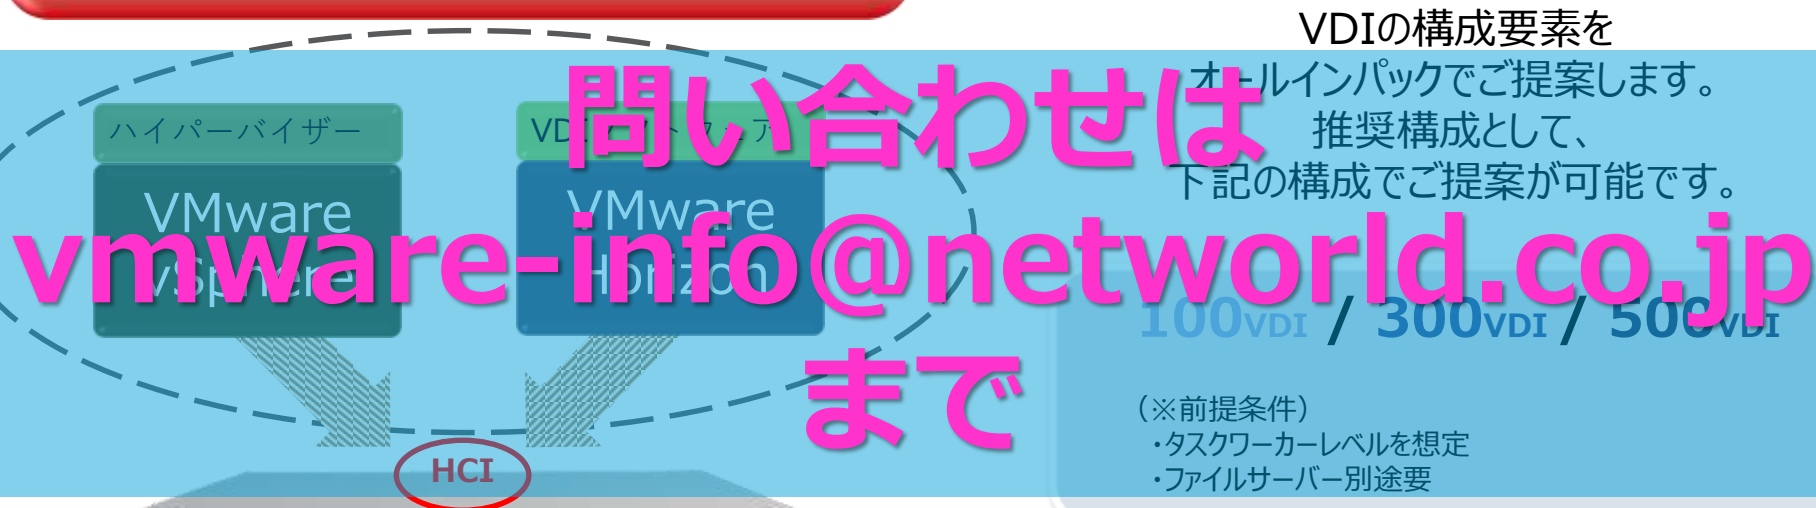 VDIの構成要素を
オールインパックでご提案します。
推奨構成として、
下記の構成でご提案が可能です。
問い合わせは
vmware-info@networld.co.jp
まで
ハイパーバイザー
VMware
vSphere
VMware
Horizon
HCI
100VDI / 300VDI / 500VDI
(※前提条件)
・タスクワーカーレベルを想定
・ファイルサーバー別途要